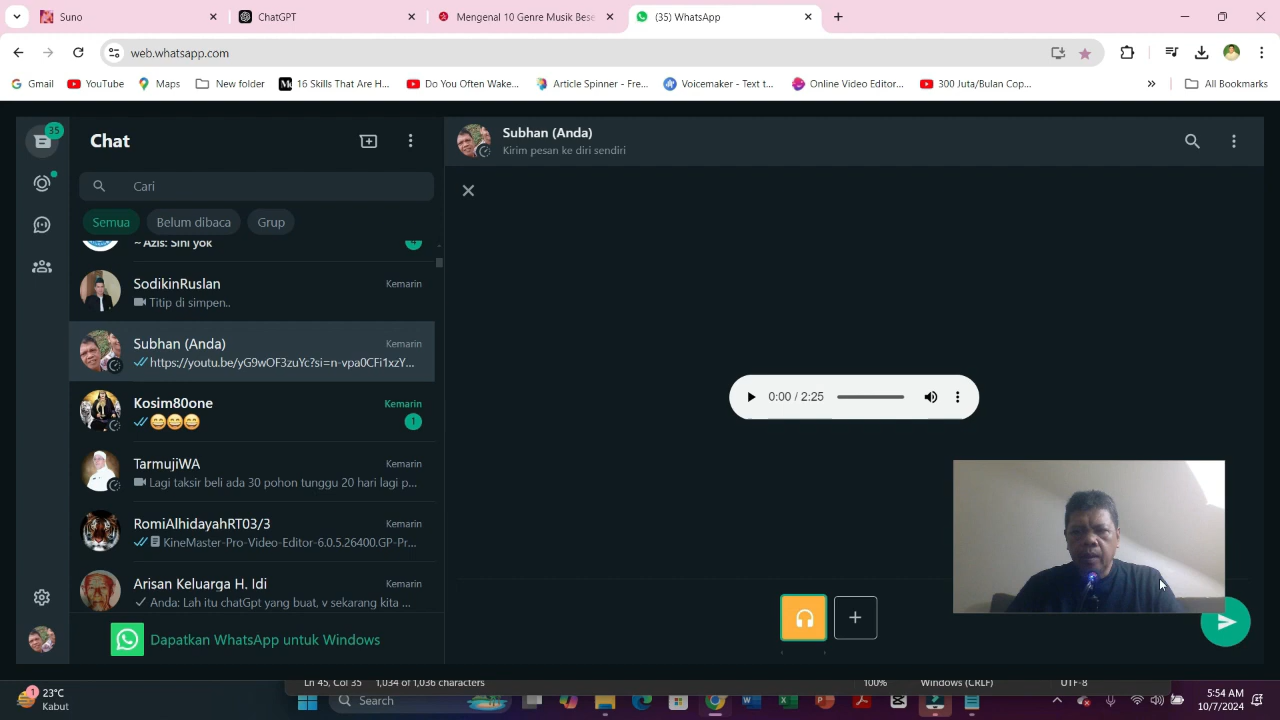 Suno
ChatGPT
Mengenal 10 Genre Musik Bes
(35) WhatsApp
web.whatsapp.com
Gmail
YouTube
Maps
New folder
16 Skills That Are H...
Do You Often Wake...
Article Spinner - Fre...
Voicemaker - Text t...
Online Video Editor...
300 Juta/Bulan Cop...
All Bookmarks
35
Chat
Subhan (Anda)
Kirim pesan ke diri sendiri
Cari
Semua
Belum dibaca
Grup
~ Azis: Sini yok
4
SodikinRuslan
Kemarin
Titip di simpen..
Subhan (Anda)
Kemarin
https://youtu.be/yG9wOF3zuYc?si=n-vpa0CFi1xzY...
Kosim80one
Kemarin
1
TarmujiWA
Kemarin
Lagi taksir beli ada 30 pohon tunggu 20 hari lagi p...
RomiAlhidayahRT03/3
Kemarin
KineMaster-Pro-Video-Editor-6.0.5.26400.GP-Pr...
Arisan Keluarga H. Idi
Kemarin
Anda: Lah itu chatGpt yang buat, v sekarang kita ...
Dapatkan WhatsApp untuk Windows
0:00 / 2:25
Ln 45, Col 35
1,034 of 1,036 characters
100%
Windows (CRLF)
UTF-8
1
23°C
Kabut
Search
5:54 AM
10/7/2024